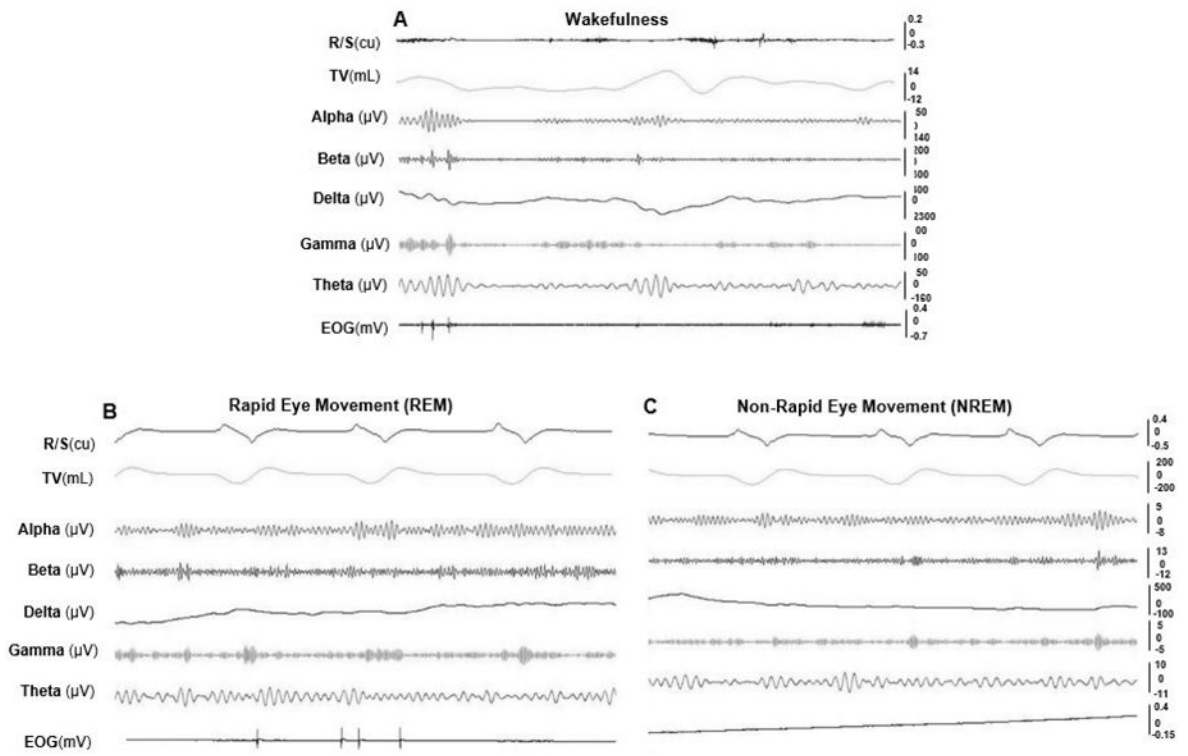 A Wakefulness
R/S(cu)
0.2
0
-0.3
TV(mL)
14
0
-12
Alpha (µV)
50
140
Beta (µV)
200
600
Delta (µV)
0
2300
Gamma (µV)
00
0
100
Theta (µV)
50
0
-160
EOG(mV)
0.4
0
-0.7
B Rapid Eye Movement (REM)
R/S(cu)
TV(mL)
Alpha (µV)
Beta (µV)
Delta (µV)
Gamma (µV)
Theta (µV)
EOG(mV)
C Non-Rapid Eye Movement (NREM)
0.4
0
-0.5
200
0
-200
5
0
13
0
-12
500
0
-100
5
0
-5
10
0
-11
0.4
0
-0.15